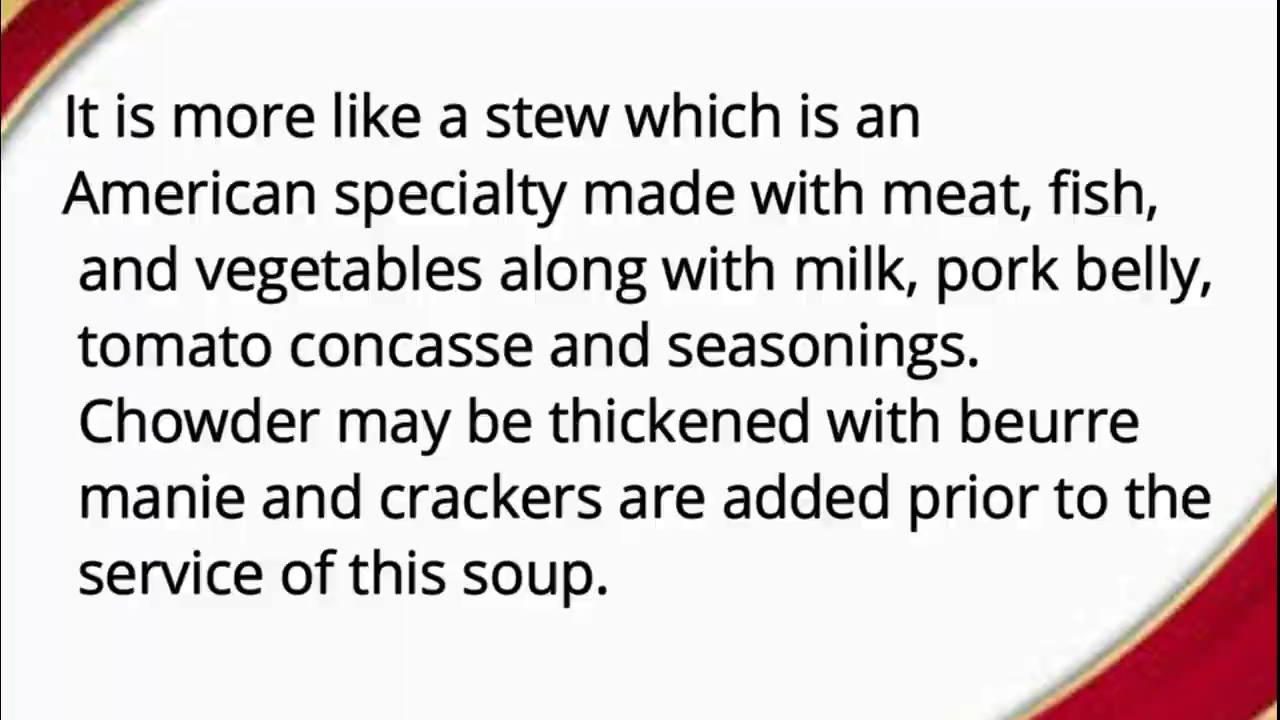 It is more like a stew which is an
American specialty made with meat, fish,
and vegetables along with milk, pork belly,
tomato concasse and seasonings.
Chowder may be thickened with beurre
manie and crackers are added prior to the
service of this soup.